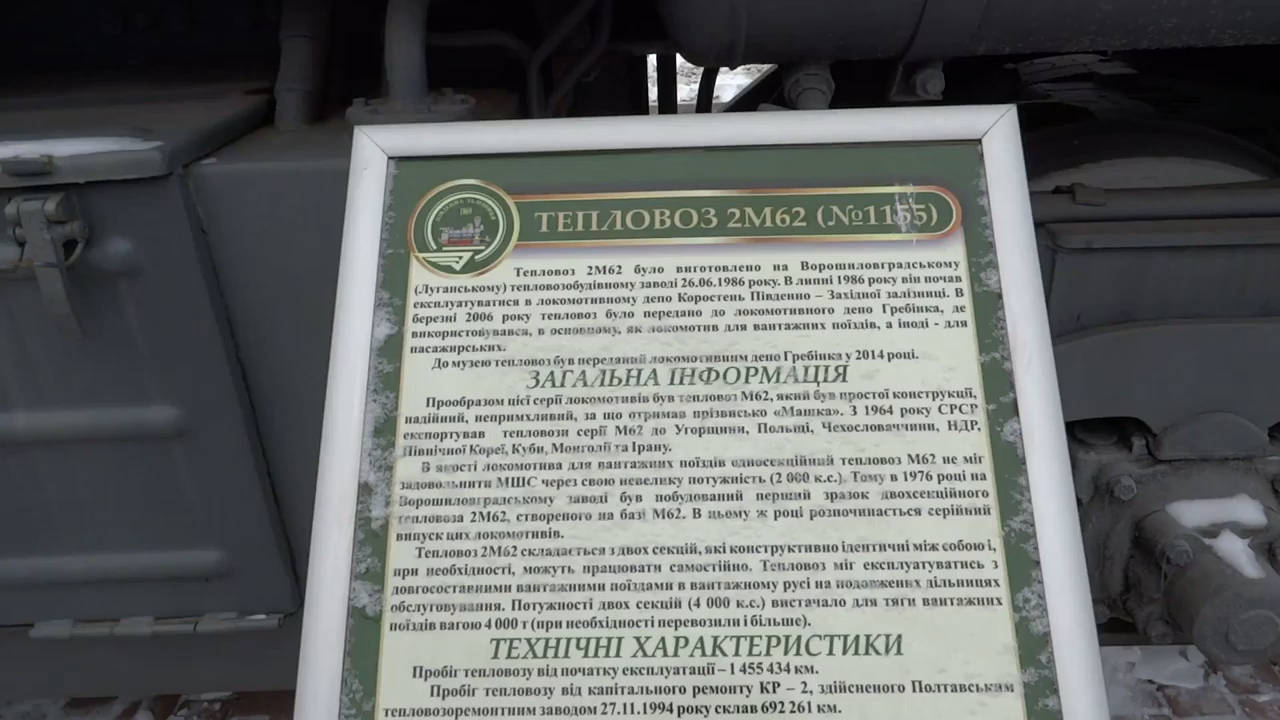 ТЕПЛОВОЗ 2М62 (№1155)
Тепловоз 2М62 було виготовлено на Ворошиловградському
(Луганському) тепловозобудівному заводі 26.06.1986 року. В липні 1986 року він почав
експлуатуватися в локомотивному депо Коростень Південно – Західної залізниці. В
березні 2006 року тепловоз було передано до локомотивного депо Гребінка, де
використовувався, в основному, як локомотив для вантажних поїздів, а іноді - для
пасажирських.
До музею тепловоз був переданий локомотивним депо Гребінка у 2014 році.
ЗАГАЛЬНА ІНФОРМАЦІЯ
Прообразом цієї серії локомотивів був тепловоз М62, який був простої конструкції,
надійний, непримхливий, за що отримав прізвисько «Машка». З 1964 року СРСР
експортував тепловози серії М62 до Угорщини, Польщі, Чехословаччини, НДР,
Північної Кореї, Куби, Монголії та Ірану.
В якості локомотива для вантажних поїздів односекційний тепловоз М62 не міг
задовольнити МШС через свою невелику потужність (2 000 к.с.). Тому в 1976 році на
Ворошиловградському заводі був побудований перший зразок двохсекційного
тепловоза 2М62, створеного на базі М62. В цьому ж році розпочинається серійний
випуск цих локомотивів.
Тепловоз 2М62 складається з двох секцій, які конструктивно ідентичні між собою і,
при необхідності, можуть працювати самостійно. Тепловоз міг експлуатуватись з
довгосоставними вантажними поїздами в вантажному русі на подовжених дільницях
обслуговування. Потужності двох секцій (4 000 к.с.) вистачало для тяги вантажних
поїздів вагою 4 000 т (при необхідності перевозили і більше).
ТЕХНІЧНІ ХАРАКТЕРИСТИКИ
Пробіг тепловозу від початку експлуатації – 1 455 434 км.
Пробіг тепловозу від капітального ремонту КР – 2, здійсненого Полтавським
тепловозоремонтним заводом 27.11.1994 року склав 692 261 км.